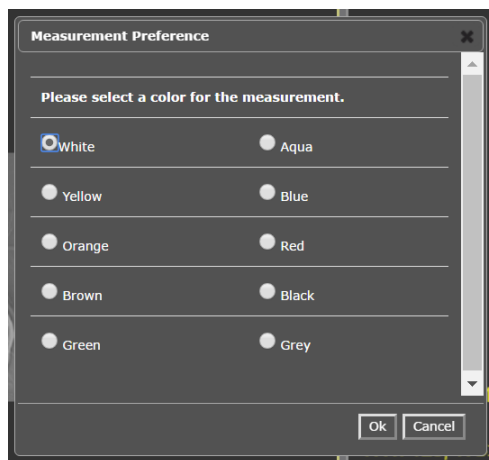 Measurement Preference
Please select a color for the measurement.
White Aqua
Yellow Blue
Orange Red
Brown Black
Green Grey
Ok Cancel